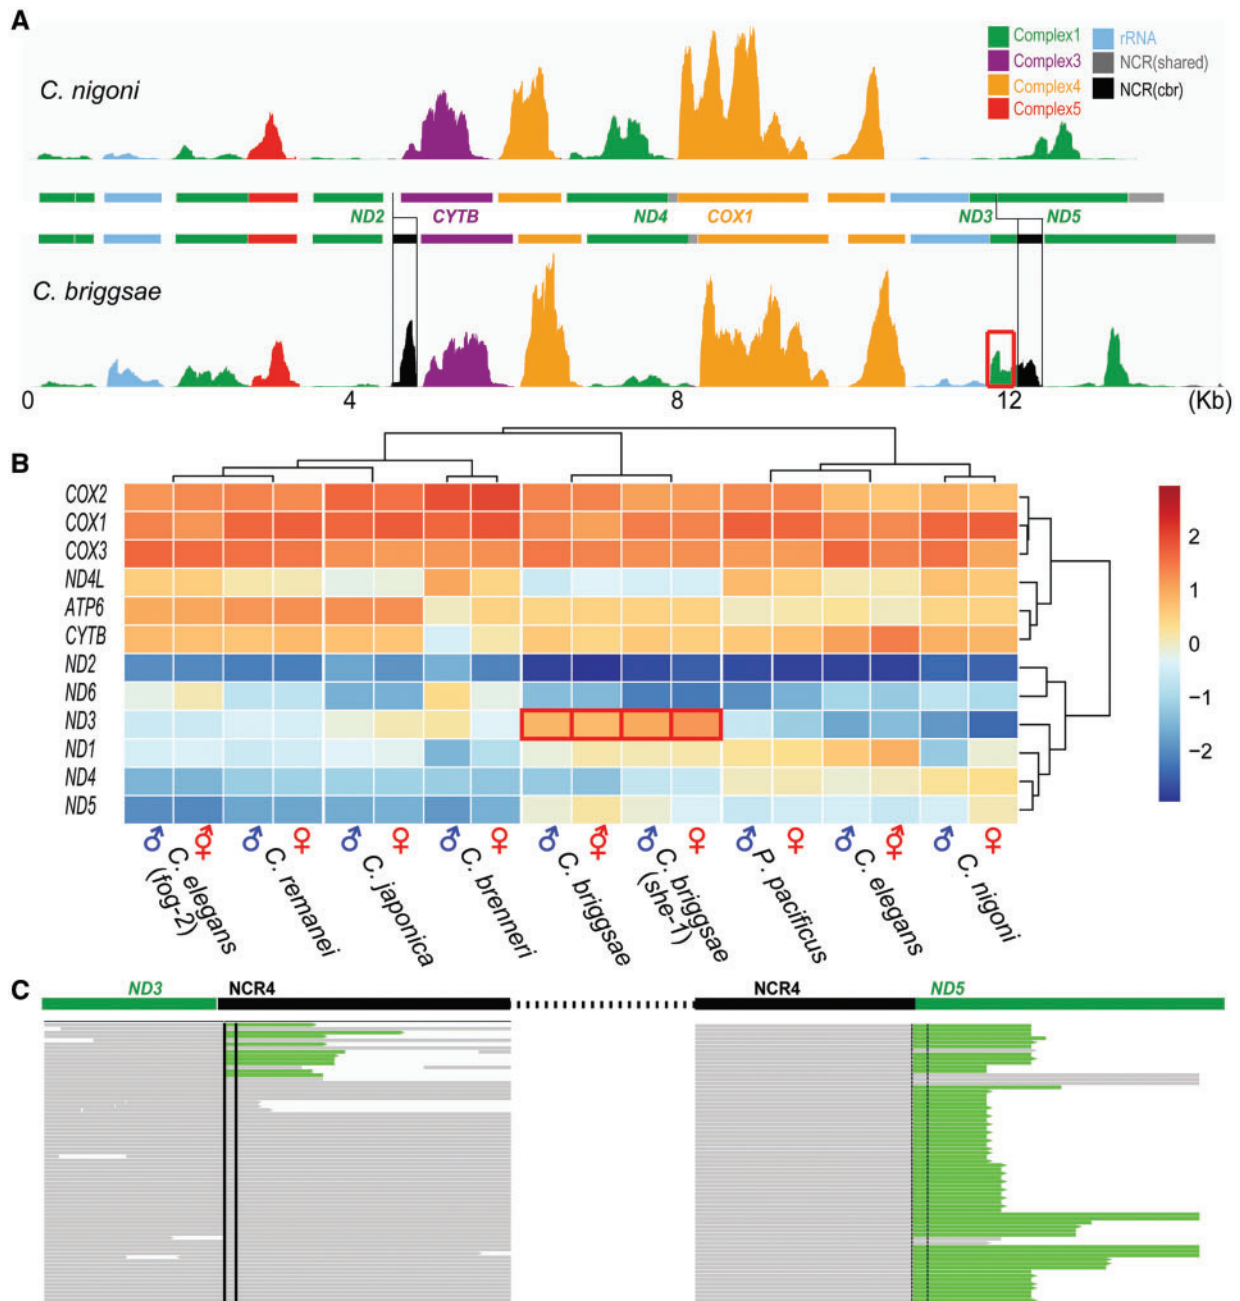 A
C. nigoni
Complex1
Complex3
Complex4
Complex5
rRNA
NCR(shared)
NCR(cbr)
ND2
CYTB
ND4
COX1
ND3
ND5
C. briggsae
0
4
8
12
(Kb)
B
COX2
COX1
COX3
ND4L
ATP6
CYTB
ND2
ND6
ND3
ND1
ND4
ND5
2
1
0
−1
−2
♂ ⚥ ♂ ♀ ♂ ♀ ♂ ♀ ♂ ⚥ ♂ ♀ ♂ ♀ ♂ ⚥ ♂ ♀
C. elegans
(fog-2)
C. remanei
C. japonica
C. brenneri
C. briggsae
C. briggsae
(she-1)
P. pacificus
C. elegans
C. nigoni
C
ND3
NCR4
NCR4
ND5